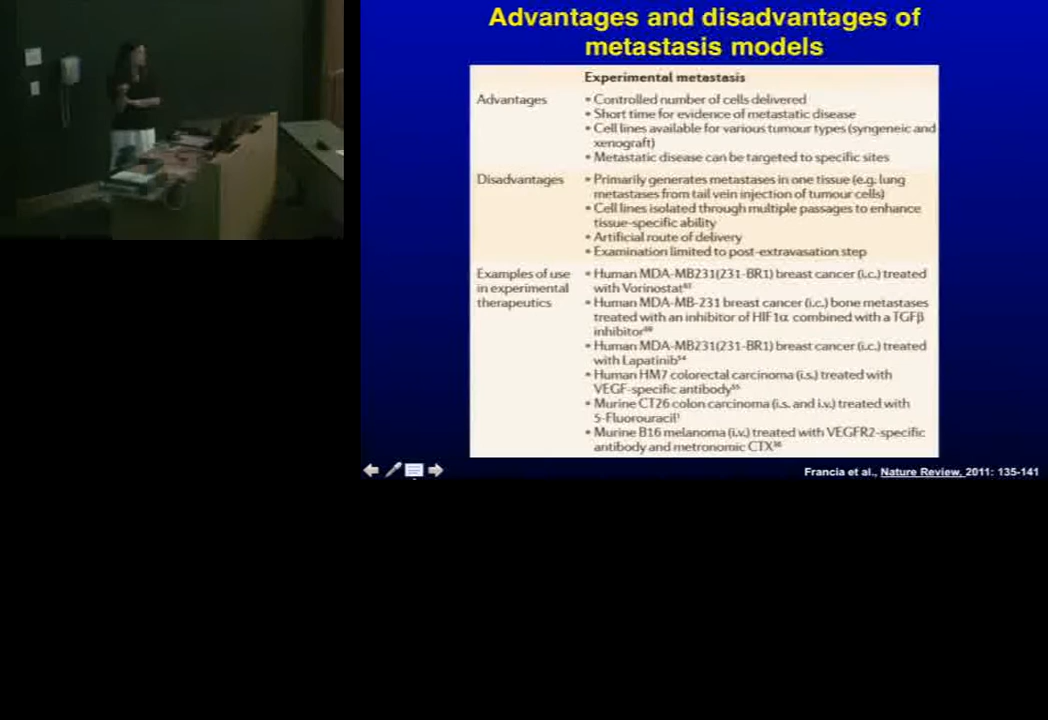 Advantages and disadvantages of
metastasis models
Experimental metastasis
Advantages
• Controlled number of cells delivered
• Short time for evidence of metastatic disease
• Cell lines available for various tumour types (syngeneic and
xenograft)
• Metastatic disease can be targeted to specific sites
Disadvantages
• Primarily generates metastases in one tissue (e.g. lung
metastases from tail vein injection of tumour cells)
• Cell lines isolated through multiple passages to enhance
tissue-specific ability
• Artificial route of delivery
• Examination limited to post-extravasation step
Examples of use
in experimental
therapeutics
• Human MDA-MB231(231-BR1) breast cancer (i.c.) treated
with Vorinostat
• Human MDA-MB-231 breast cancer (i.c.) bone metastases
treated with an inhibitor of HIF1α combined with a TGFβ
inhibitor
• Human MDA-MB231(231-BR1) breast cancer (i.c.) treated
with Lapatinib
• Human HM7 colorectal carcinoma (i.s.) treated with
VEGF-specific antibody
• Murine CT26 colon carcinoma (i.s. and i.v.) treated with
5-Fluorouracil
• Murine B16 melanoma (i.v.) treated with VEGFR2-specific
antibody and metronomic CTX
Francia et al., Nature Review, 2011: 135-141